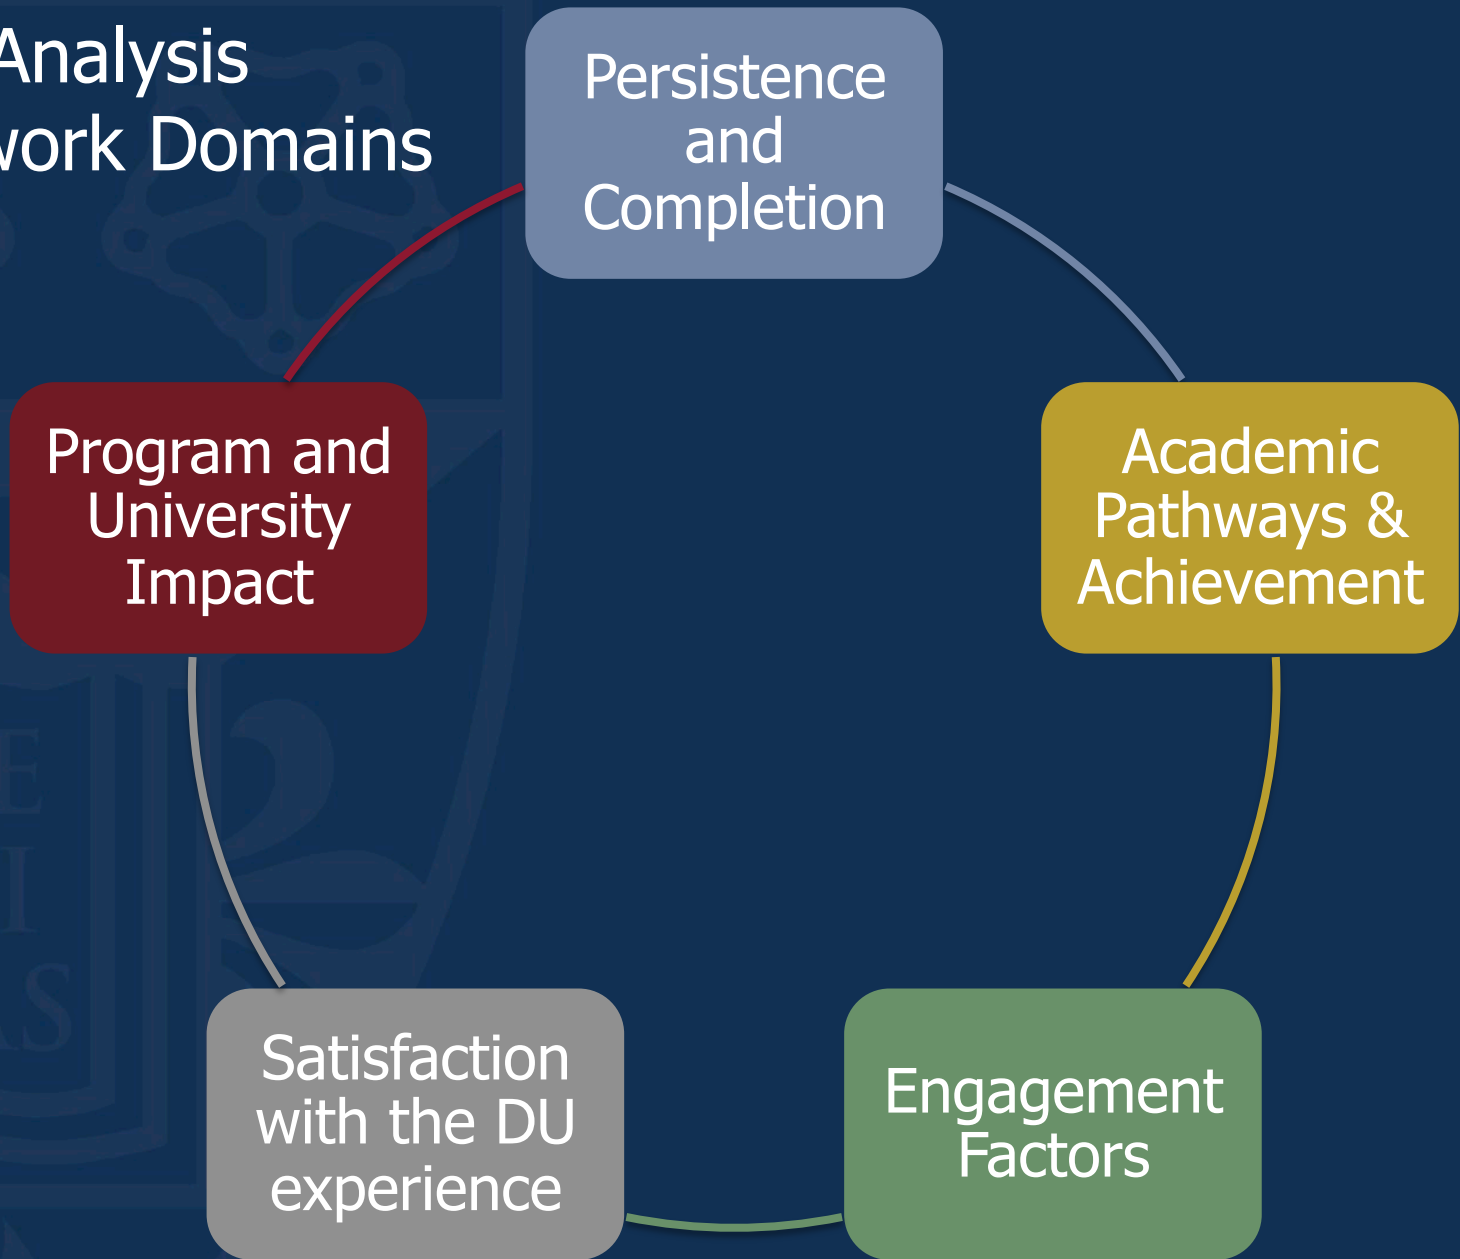 Analysis
work Domains
Persistence
and
Completion
Program and
University
Impact
Academic
Pathways &
Achievement
Satisfaction
with the DU
experience
Engagement
Factors